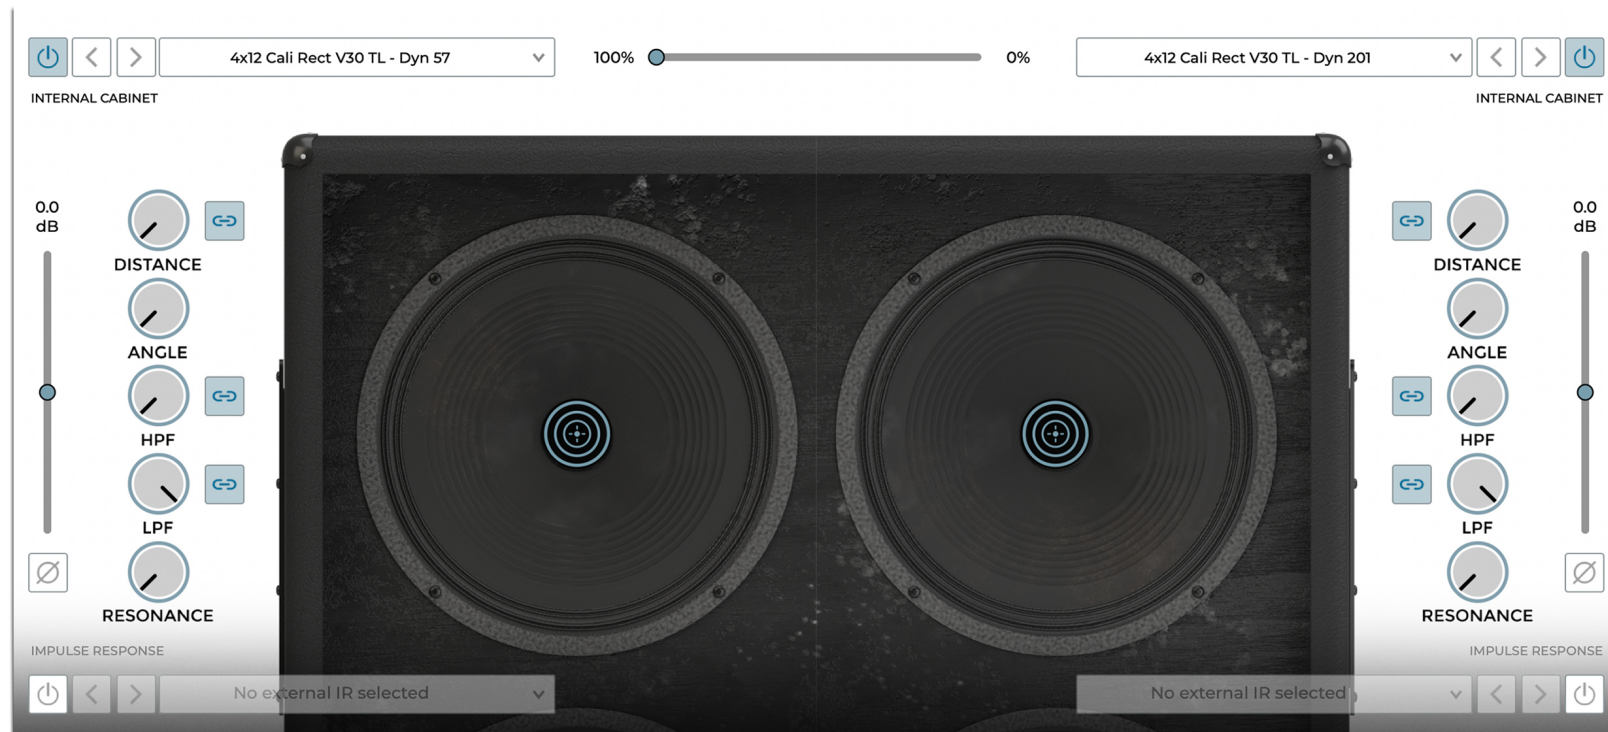 4x12 Cali Rect V30 TL - Dyn 57
100%
0%
4x12 Cali Rect V30 TL - Dyn 201
INTERNAL CABINET
INTERNAL CABINET
0.0
dB
DISTANCE
ANGLE
HPF
LPF
RESONANCE
DISTANCE
ANGLE
HPF
LPF
RESONANCE
0.0
dB
IMPULSE RESPONSE
IMPULSE RESPONSE
No external IR selected
No external IR selected